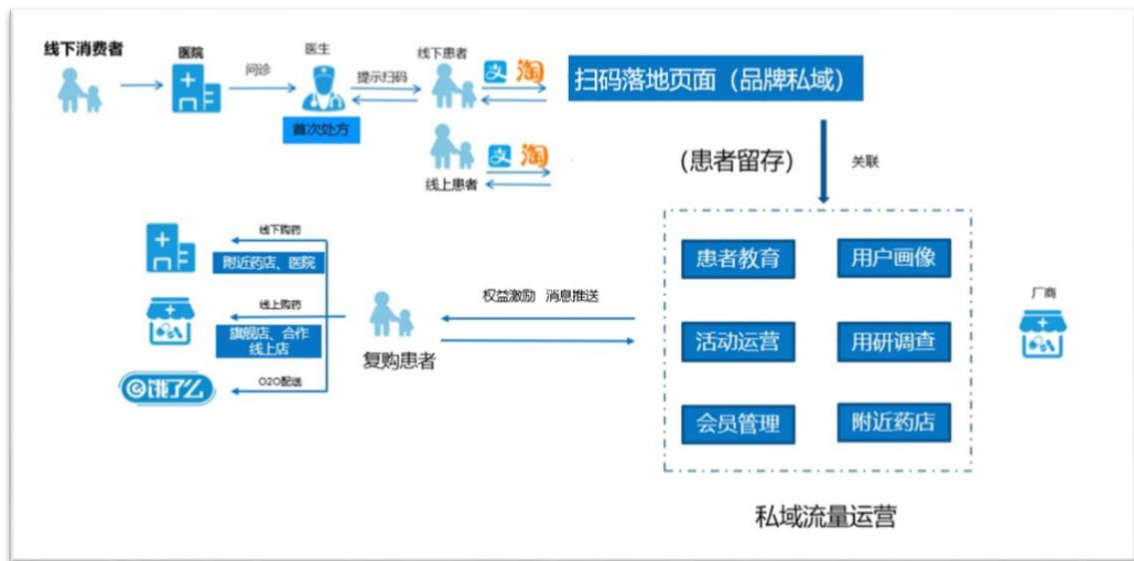 线下消费者
医院
问诊
医生
首次处方
提示扫码
线下患者
支 淘
扫码落地页面（品牌私域）
线上患者
支 淘
（患者留存）
关联
线下购药
附近药店、医院
线上购药
旗舰店、合作
线上店
饿了么
O2O配送
复购患者
权益激励 消息推送
患者教育
用户画像
活动运营
用研调查
会员管理
附近药店
厂商
私域流量运营